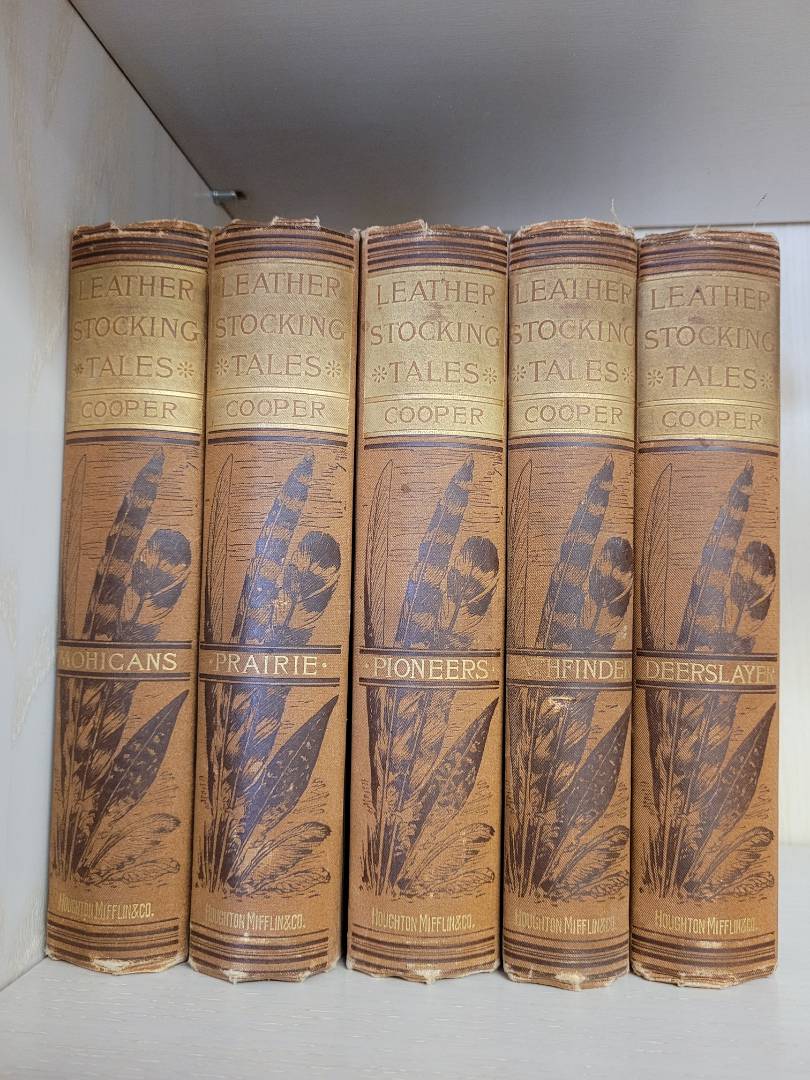 LEATHER
STOCKING
*TALES*
COOPER
MOHICANS
HOUGHTON MIFFLIN & CO.
LEATHER
STOCKING
*TALES*
COOPER
·PRAIRIE·
HOUGHTON MIFFLIN & CO.
LEATHER
STOCKING
*TALES*
COOPER
·PIONEERS·
HOUGHTON MIFFLIN & CO.
LEATHER
STOCKING
*TALES*
COOPER
ATHFINDER
HOUGHTON MIFFLIN & CO.
LEATHER
STOCKING
*TALES*
COOPER
DEERSLAYER
HOUGHTON MIFFLIN & CO.